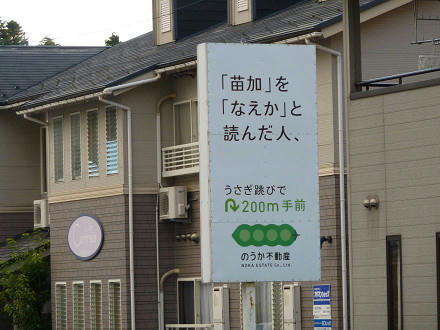 「苗加」を
「なえか」と
読んだ人、
うさぎ跳びで
200m手前
のうか不動産
NOKA ESTATE Co.,Ltd.